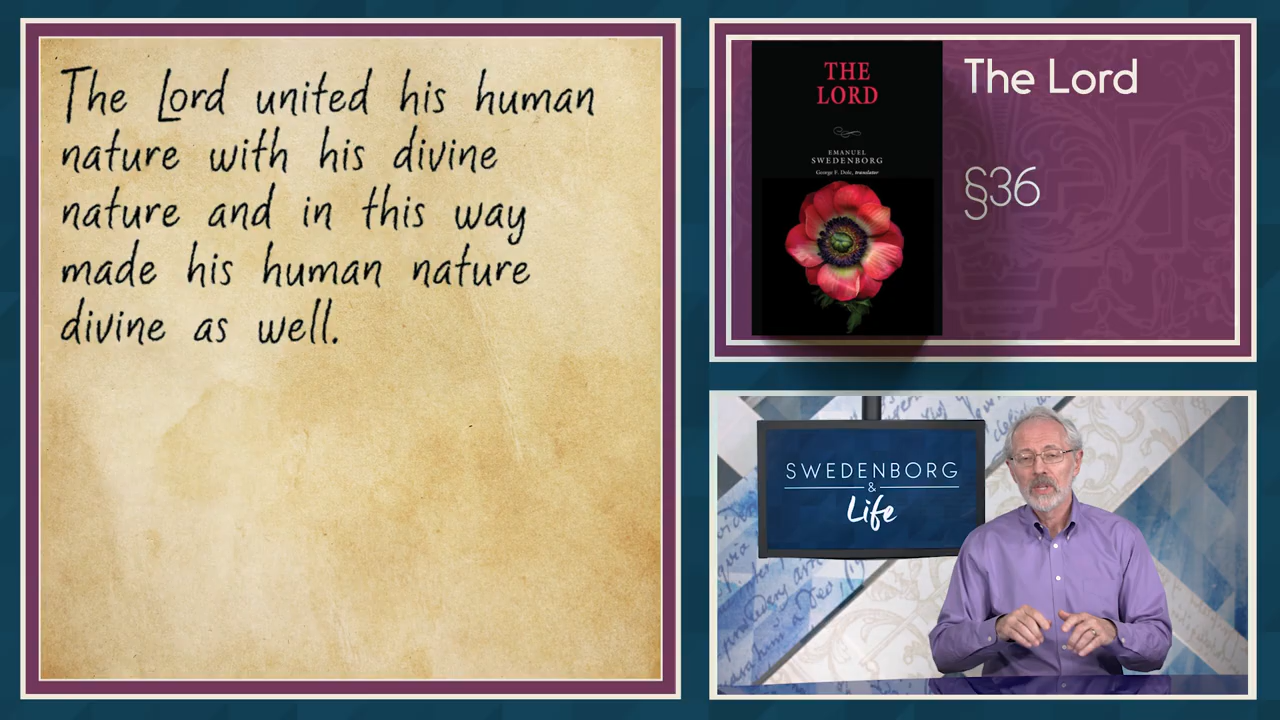 The Lord united his human
nature with his divine
nature and in this way
made his human nature
divine as well.
THE
LORD
EMANUEL
SWEDENBORG
George F. Dole, translator
The Lord
§36
SWEDENBORG
&
Life